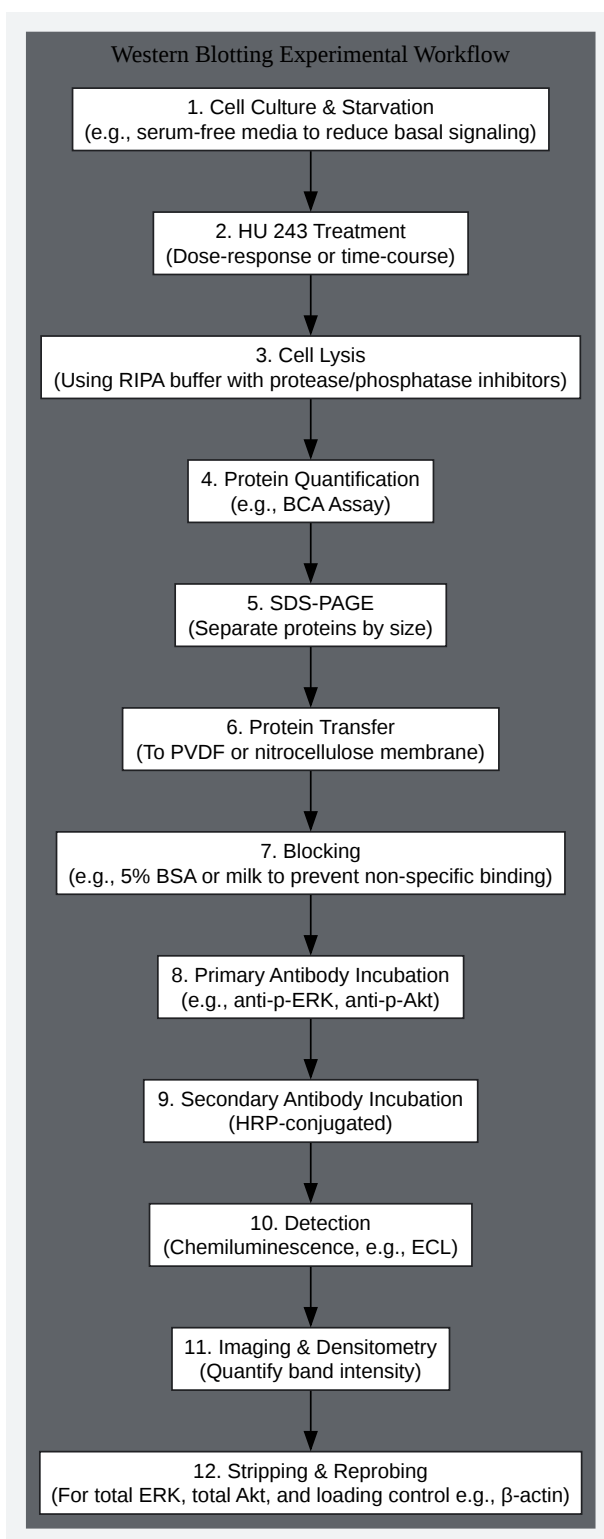 Western Blotting Experimental Workflow
1. Cell Culture & Starvation
(e.g., serum-free media to reduce basal signaling)
2. HU 243 Treatment
(Dose-response or time-course)
3. Cell Lysis
(Using RIPA buffer with protease/phosphatase inhibitors)
4. Protein Quantification
(e.g., BCA Assay)
5. SDS-PAGE
(Separate proteins by size)
6. Protein Transfer
(To PVDF or nitrocellulose membrane)
7. Blocking
(e.g., 5% BSA or milk to prevent non-specific binding)
8. Primary Antibody Incubation
(e.g., anti-p-ERK, anti-p-Akt)
9. Secondary Antibody Incubation
(HRP-conjugated)
10. Detection
(Chemiluminescence, e.g., ECL)
11. Imaging & Densitometry
(Quantify band intensity)
12. Stripping & Reprobing
(For total ERK, total Akt, and loading control e.g., β-actin)